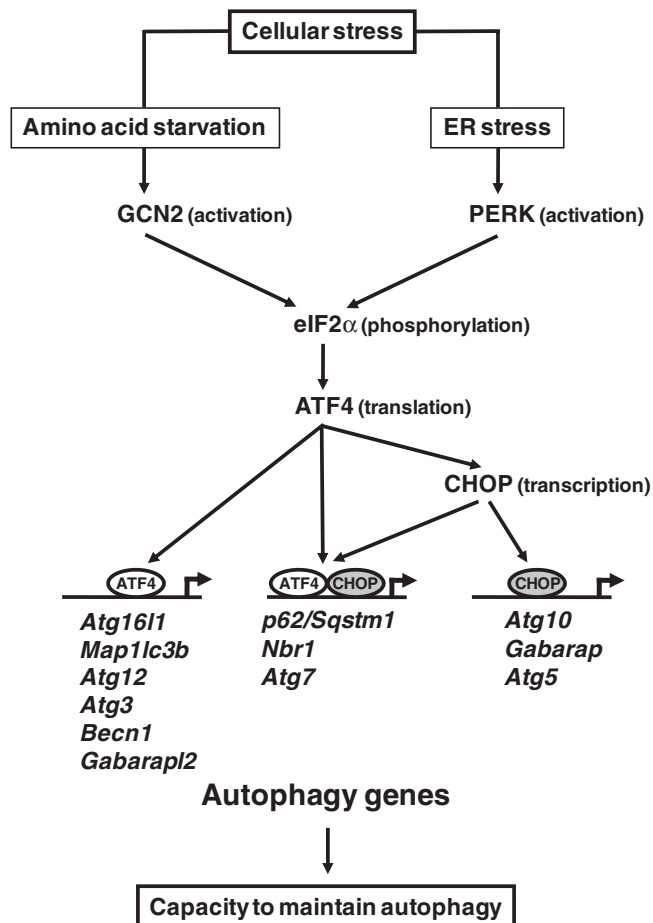 Cellular stress
Amino acid starvation
ER stress
GCN2 (activation)
PERK (activation)
eIF2α (phosphorylation)
ATF4 (translation)
CHOP (transcription)
ATF4
ATF4 CHOP
CHOP
Atg16l1
Map1lc3b
Atg12
Atg3
Becn1
Gabarapl2
p62/Sqstm1
Nbr1
Atg7
Atg10
Gabarap
Atg5
Autophagy genes
Capacity to maintain autophagy